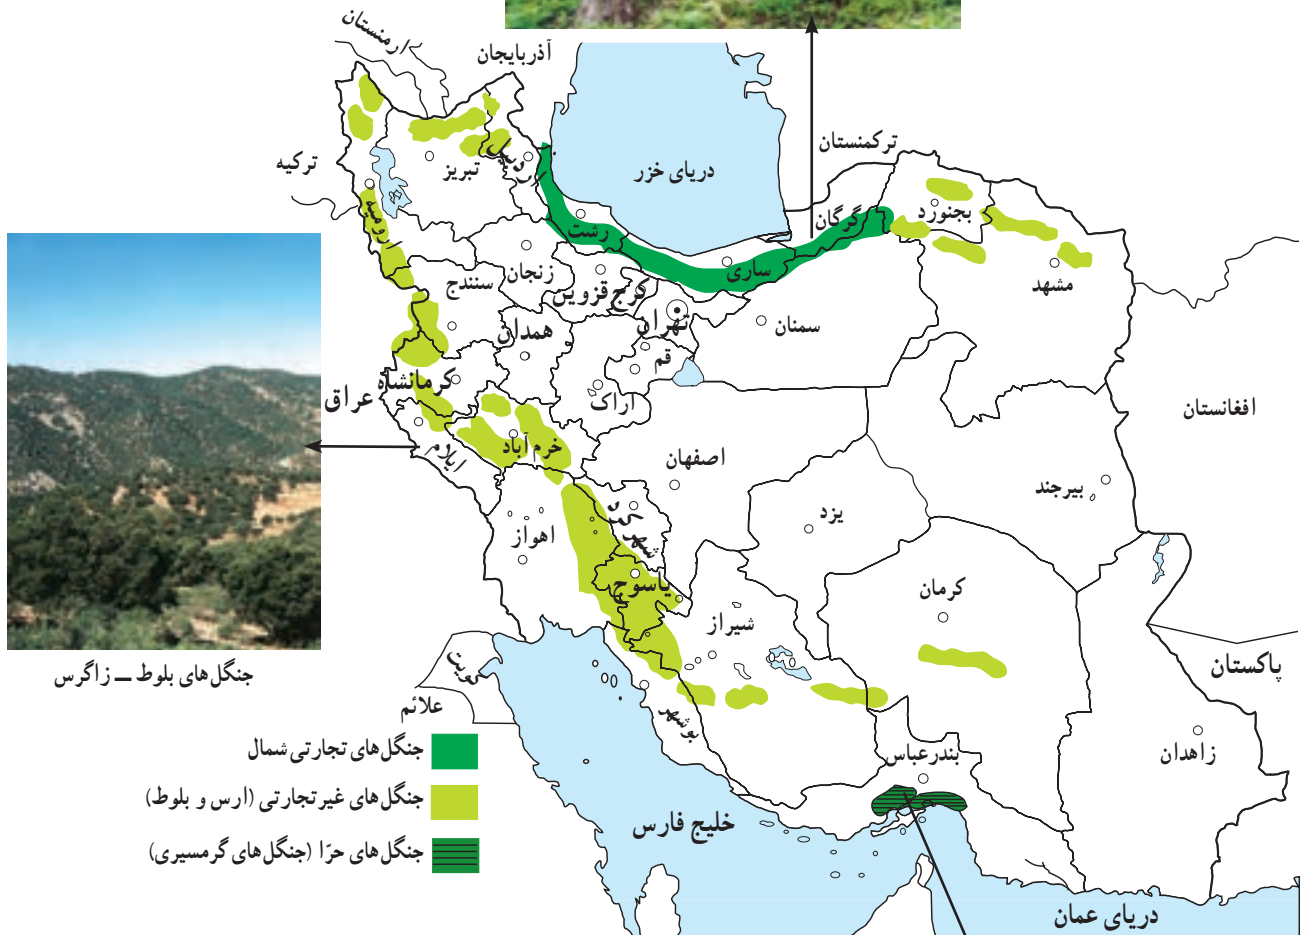 ارمنستان
آذربایجان
ترکمنستان
ترکیه
تبریز
اردبیل
دریای خزر
گرگان
بجنورد
ارومیه
رشت
ساری
مشهد
زنجان
سنندج
کرج
قزوین
تهران
سمنان
همدان
قم
کرمانشاه
عراق
اراک
افغانستان
خرم آباد
ایلام
اصفهان
بیرجند
یزد
شهرکرد
اهواز
یاسوج
کرمان
شیراز
پاکستان
کویت
جنگل‌های بلوط ــ زاگرس
بوشهر
زاهدان
بندرعباس
علائم
جنگل‌های تجارتی شمال
جنگل‌های غیرتجارتی (ارس و بلوط)
جنگل‌های حرّا (جنگل‌های گرمسیری)
خلیج فارس
دریای عمان